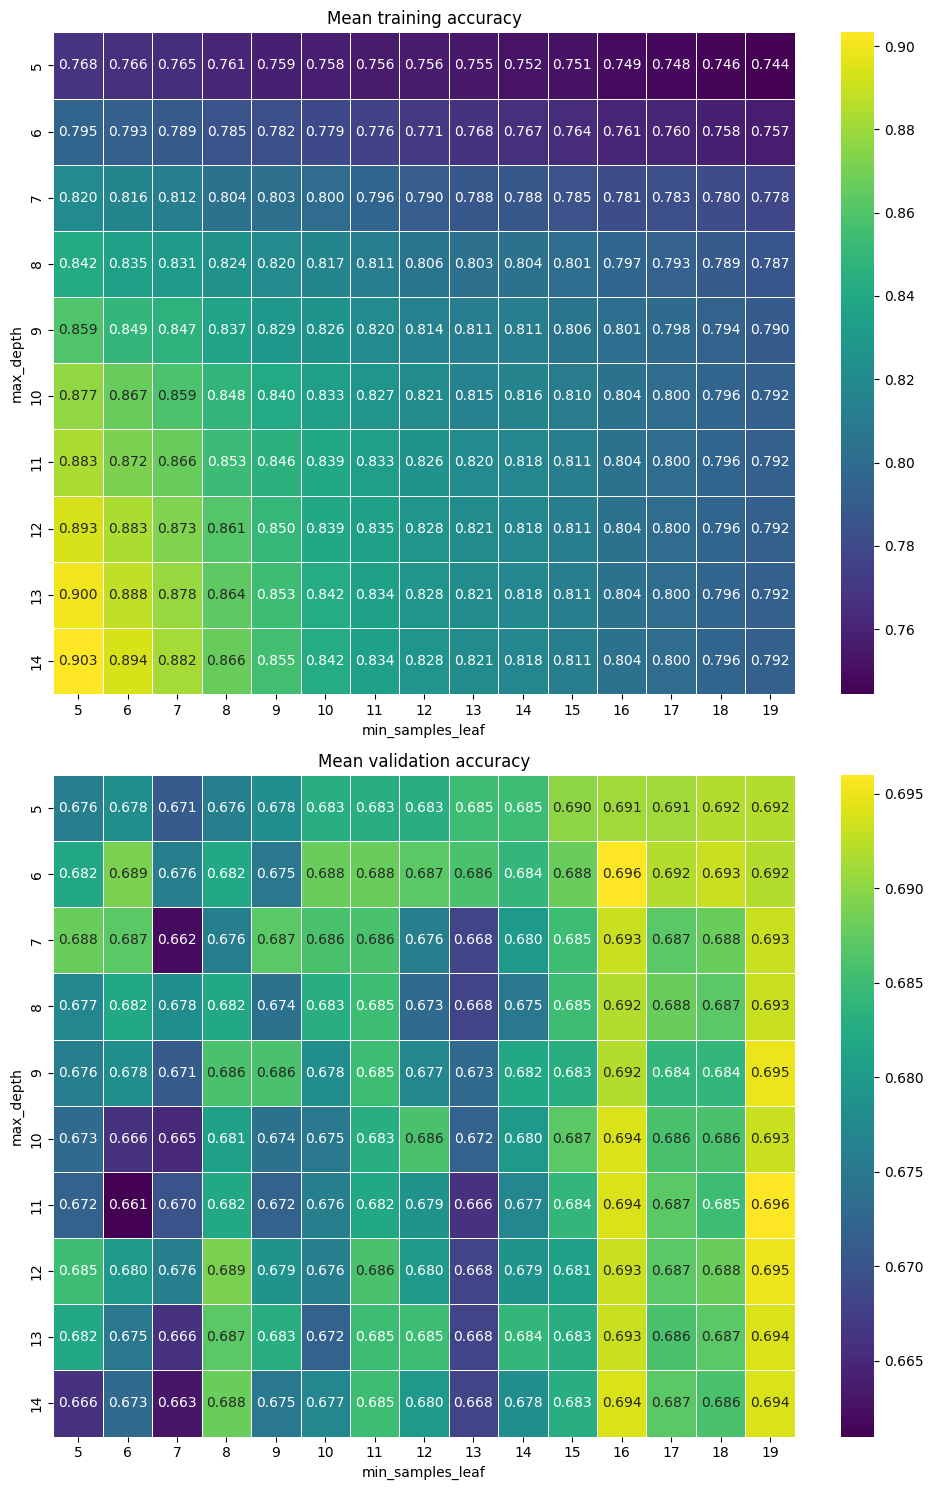 Mean training accuracy
5 0.768 0.766 0.765 0.761 0.759 0.758 0.756 0.756 0.755 0.752 0.751 0.749 0.748 0.746 0.744
6 0.795 0.793 0.789 0.785 0.782 0.779 0.776 0.771 0.768 0.767 0.764 0.761 0.760 0.758 0.757
7 0.820 0.816 0.812 0.804 0.803 0.800 0.796 0.790 0.788 0.788 0.785 0.781 0.783 0.780 0.778
8 0.842 0.835 0.831 0.824 0.820 0.817 0.811 0.806 0.803 0.804 0.801 0.797 0.793 0.789 0.787
9 0.859 0.849 0.847 0.837 0.829 0.826 0.820 0.814 0.811 0.811 0.806 0.801 0.798 0.794 0.790
10 0.877 0.867 0.859 0.848 0.840 0.833 0.827 0.821 0.815 0.816 0.810 0.804 0.800 0.796 0.792
11 0.883 0.872 0.866 0.853 0.846 0.839 0.833 0.826 0.820 0.818 0.811 0.804 0.800 0.796 0.792
12 0.893 0.883 0.873 0.861 0.850 0.839 0.835 0.828 0.821 0.818 0.811 0.804 0.800 0.796 0.792
13 0.900 0.888 0.878 0.864 0.853 0.842 0.834 0.828 0.821 0.818 0.811 0.804 0.800 0.796 0.792
14 0.903 0.894 0.882 0.866 0.855 0.842 0.834 0.828 0.821 0.818 0.811 0.804 0.800 0.796 0.792
max_depth
5 6 7 8 9 10 11 12 13 14 15 16 17 18 19
min_samples_leaf
0.90
0.88
0.86
0.84
0.82
0.80
0.78
0.76
Mean validation accuracy
5 0.676 0.678 0.671 0.676 0.678 0.683 0.683 0.683 0.685 0.685 0.690 0.691 0.691 0.692 0.692
6 0.682 0.689 0.676 0.682 0.675 0.688 0.688 0.687 0.686 0.684 0.688 0.696 0.692 0.693 0.692
7 0.688 0.687 0.662 0.676 0.687 0.686 0.686 0.676 0.668 0.680 0.685 0.693 0.687 0.688 0.693
8 0.677 0.682 0.678 0.682 0.674 0.683 0.685 0.673 0.668 0.675 0.685 0.692 0.688 0.687 0.693
9 0.676 0.678 0.671 0.686 0.686 0.678 0.685 0.677 0.673 0.682 0.683 0.692 0.684 0.684 0.695
10 0.673 0.666 0.665 0.681 0.674 0.675 0.683 0.686 0.672 0.680 0.687 0.694 0.686 0.686 0.693
11 0.672 0.661 0.670 0.682 0.672 0.676 0.682 0.679 0.666 0.677 0.684 0.694 0.687 0.685 0.696
12 0.685 0.680 0.676 0.689 0.679 0.676 0.686 0.680 0.668 0.679 0.681 0.693 0.687 0.688 0.695
13 0.682 0.675 0.666 0.687 0.683 0.672 0.685 0.685 0.668 0.684 0.683 0.693 0.686 0.687 0.694
14 0.666 0.673 0.663 0.688 0.675 0.677 0.685 0.680 0.668 0.678 0.683 0.694 0.687 0.686 0.694
max_depth
5 6 7 8 9 10 11 12 13 14 15 16 17 18 19
min_samples_leaf
0.695
0.690
0.685
0.680
0.675
0.670
0.665